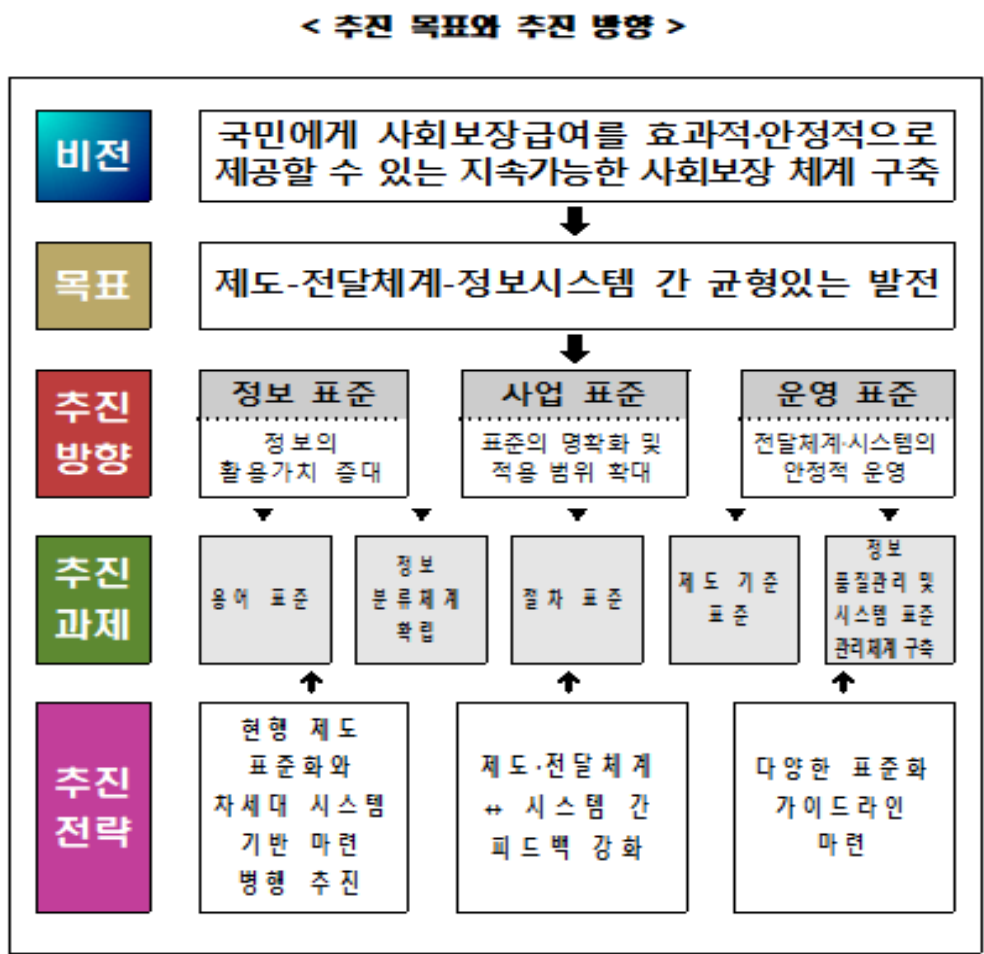 < 추진 목표와 추진 방향 >
비전
국민에게 사회보장급여를 효과적·안정적으로
제공할 수 있는 지속가능한 사회보장 체계 구축
목표
제도-전달체계-정보시스템 간 균형있는 발전
추진
방향
정보 표준
정보의
활용가치 증대
사업 표준
표준의 명확화 및
적용 범위 확대
운영 표준
전달체계·시스템의
안정적 운영
추진
과제
용어 표준
정보
분류체계
확립
절차 표준
제도 기준
표준
정보
품질관리 및
시스템 표준
관리체계 구축
추진
전략
현행 제도
표준화와
차세대 시스템
기반 마련
병행 추진
제도·전달체계
↔ 시스템 간
피드백 강화
다양한 표준화
가이드라인
마련